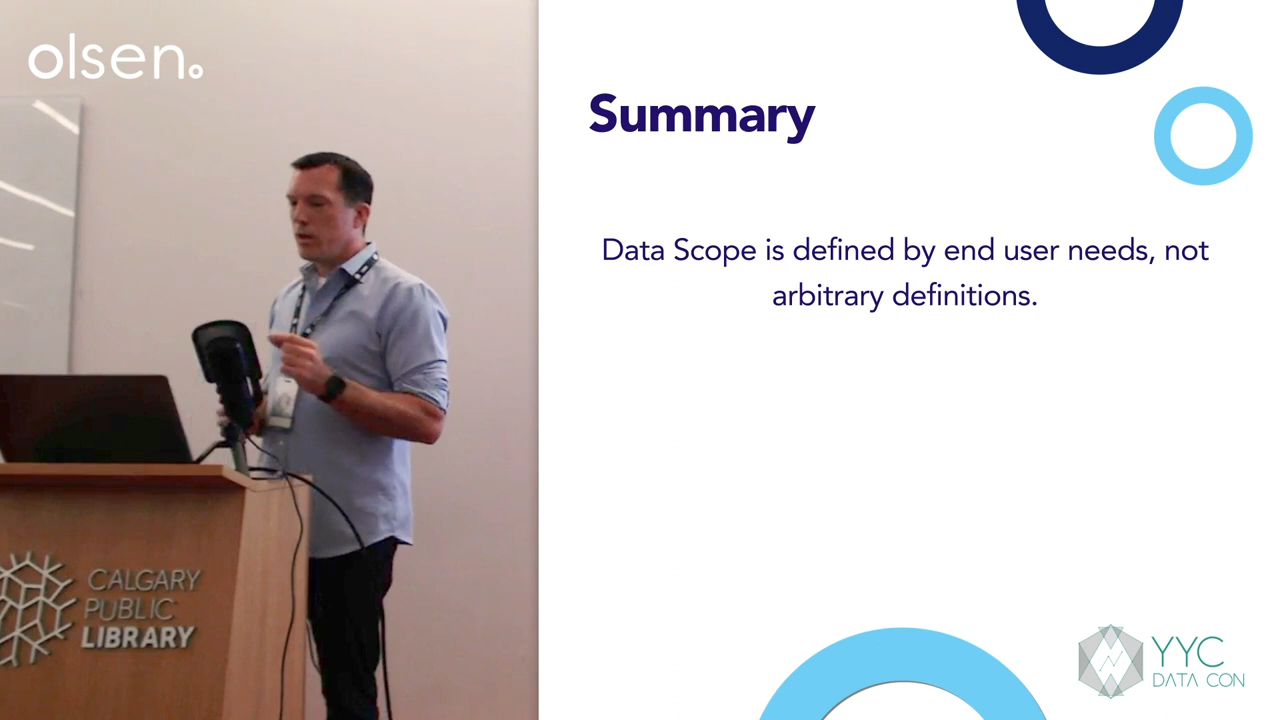 olsen.
Summary
Data Scope is defined by end user needs, not
arbitrary definitions.
CALGARY
PUBLIC
LIBRARY
YYC
DATA CON